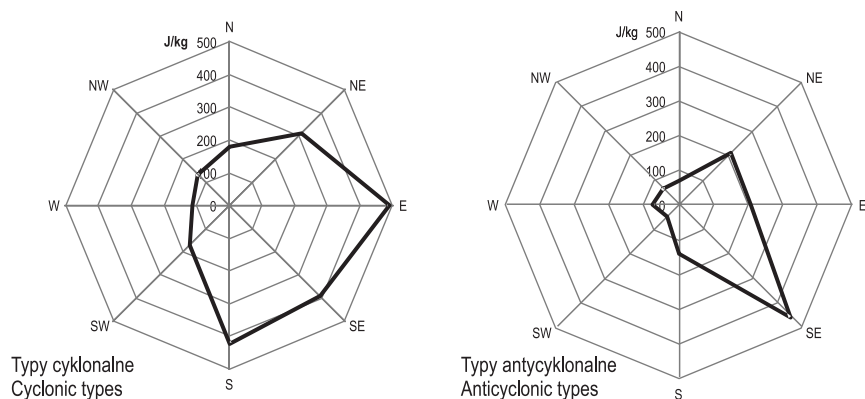 N
J/kg 500
NW
NE
400
300
200
100
0
W
E
SW
SE
S
Typy cyklonalne
Cyclonic types
N
J/kg 500
NW
NE
400
300
200
100
0
W
E
SW
SE
S
Typy antycyklonalne
Anticyclonic types